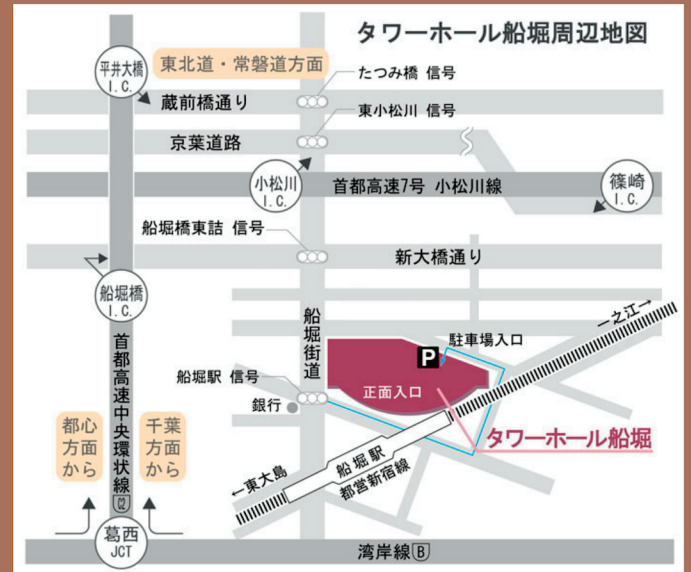 タワーホール船堀周辺地図
平井大橋
I.C.
東北道・常磐道方面
たつみ橋 信号
蔵前橋通り
東小松川 信号
京葉道路
小松川
I.C.
首都高速7号 小松川線
篠崎
I.C.
船堀橋東詰 信号
新大橋通り
船堀橋
I.C.
船堀街道
一之江→
駐車場入口
P
首都高速中央環状線C2
船堀駅 信号
正面入口
銀行
都心
方面
から
千葉
方面
から
タワーホール船堀
船堀駅
都営新宿線
←東大島
葛西
JCT
湾岸線B